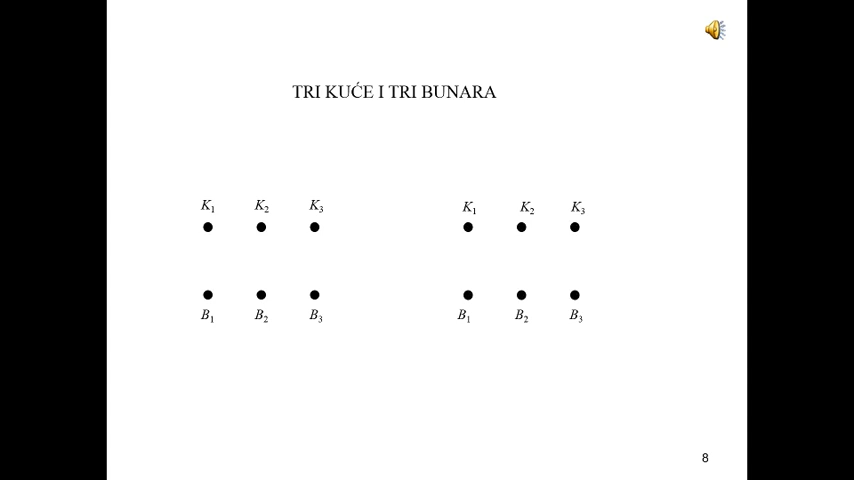 TRI KUĆE I TRI BUNARA
K₁ K₂ K₃ K₁ K₂ K₃
B₁ B₂ B₃ B₁ B₂ B₃
8